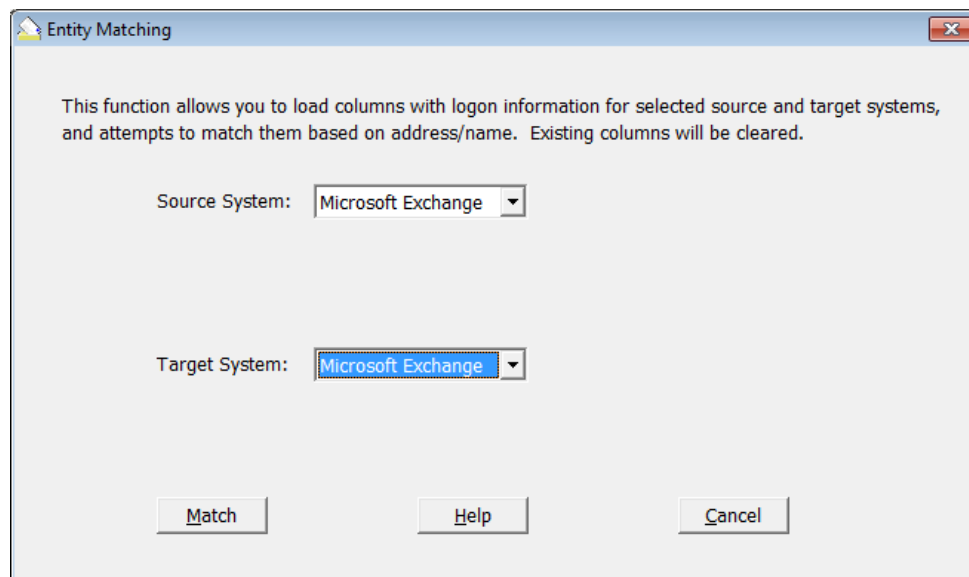 Entity Matching
This function allows you to load columns with logon information for selected source and target systems,
and attempts to match them based on address/name.  Existing columns will be cleared.
Source System: Microsoft Exchange
Target System: Microsoft Exchange
Match Help Cancel